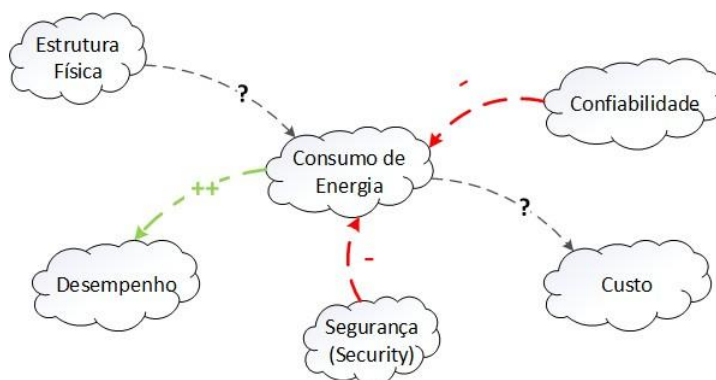 Estrutura
Física
?
-
Confiabilidade
Consumo de
Energia
++
?
Desempenho
-
Custo
Segurança
(Security)